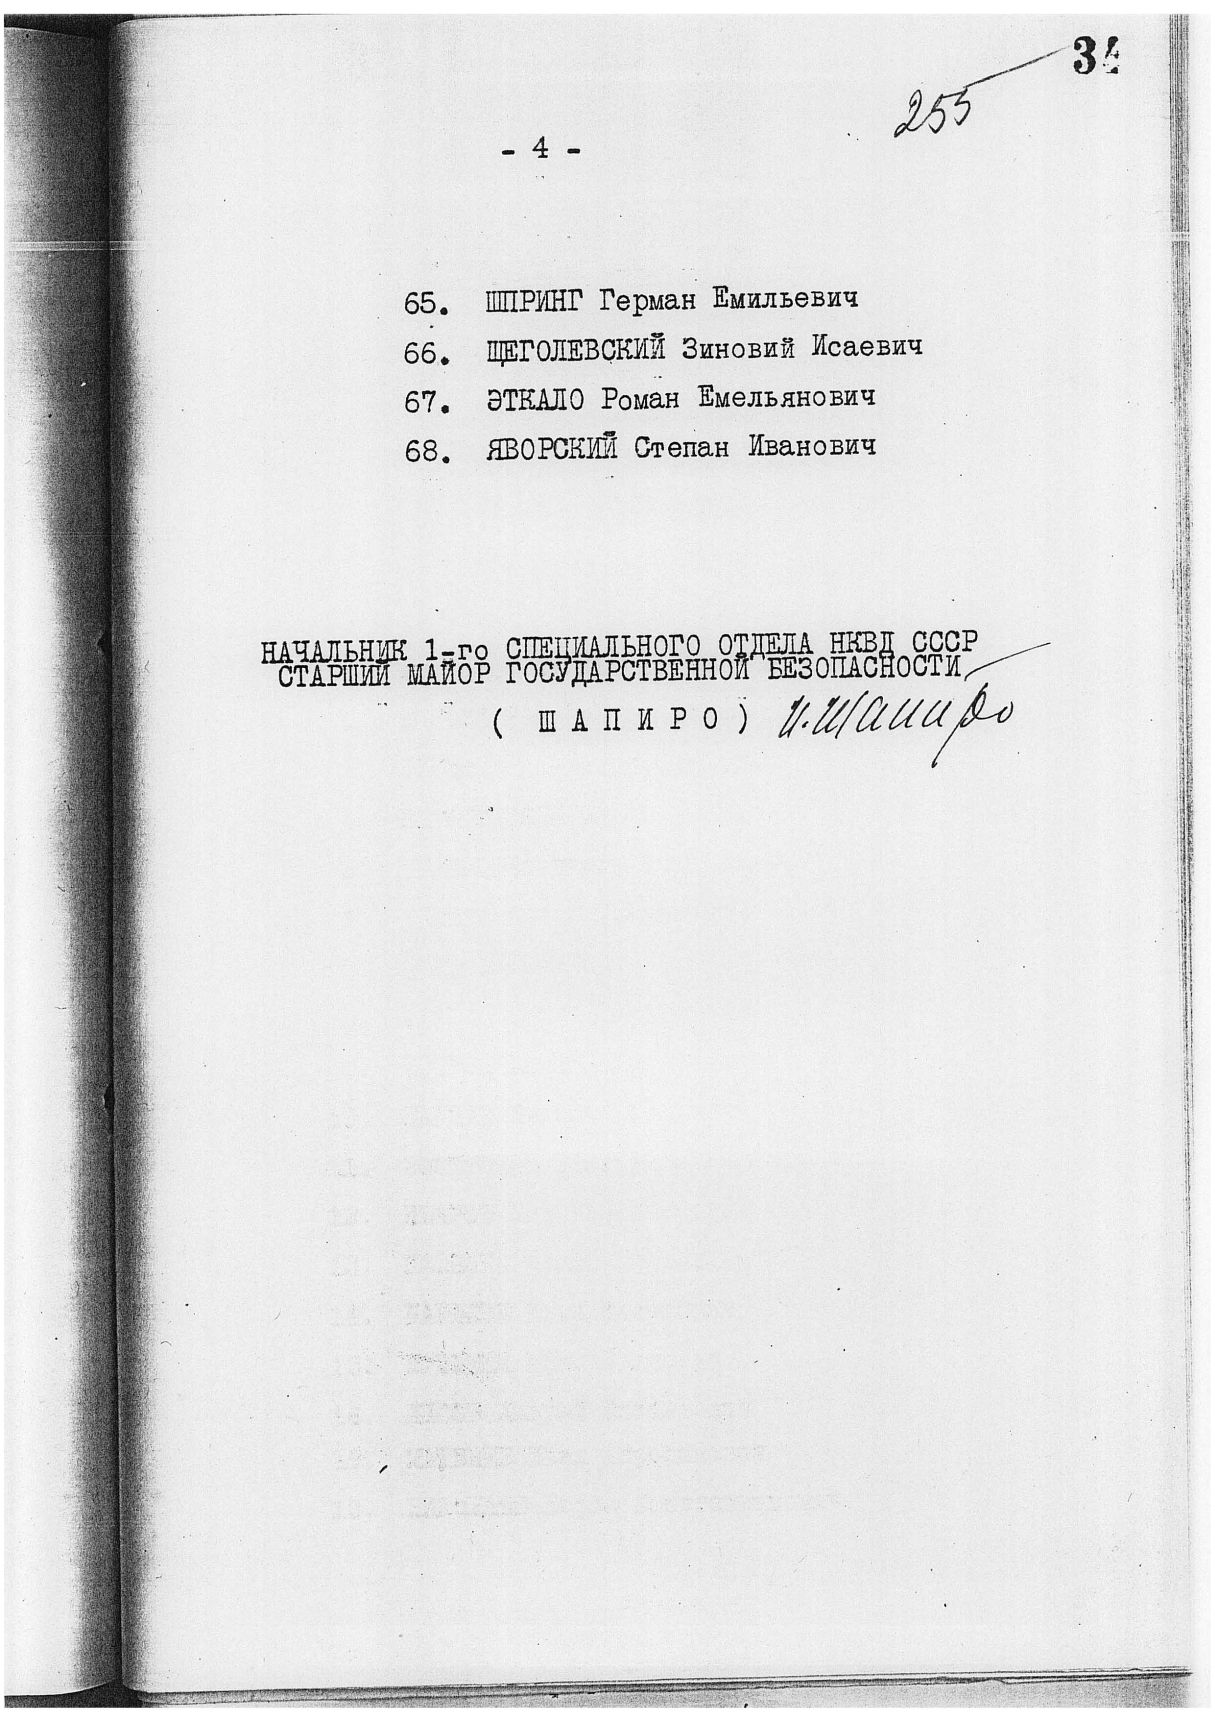 34
255
- 4 -
65. ШПРИНГ Герман Емильевич
66. ЩЕГОЛЕВСКИЙ Зиновий Исаевич
67. ЭТКАЛО Роман Емельянович
68. ЯВОРСКИЙ Степан Иванович
НАЧАЛЬНИК 1-го СПЕЦИАЛЬНОГО ОТДЕЛА НКВД СССР
СТАРШИЙ МАЙОР ГОСУДАРСТВЕННОЙ БЕЗОПАСНОСТИ
( Ш А П И Р О ) И. Шапиро